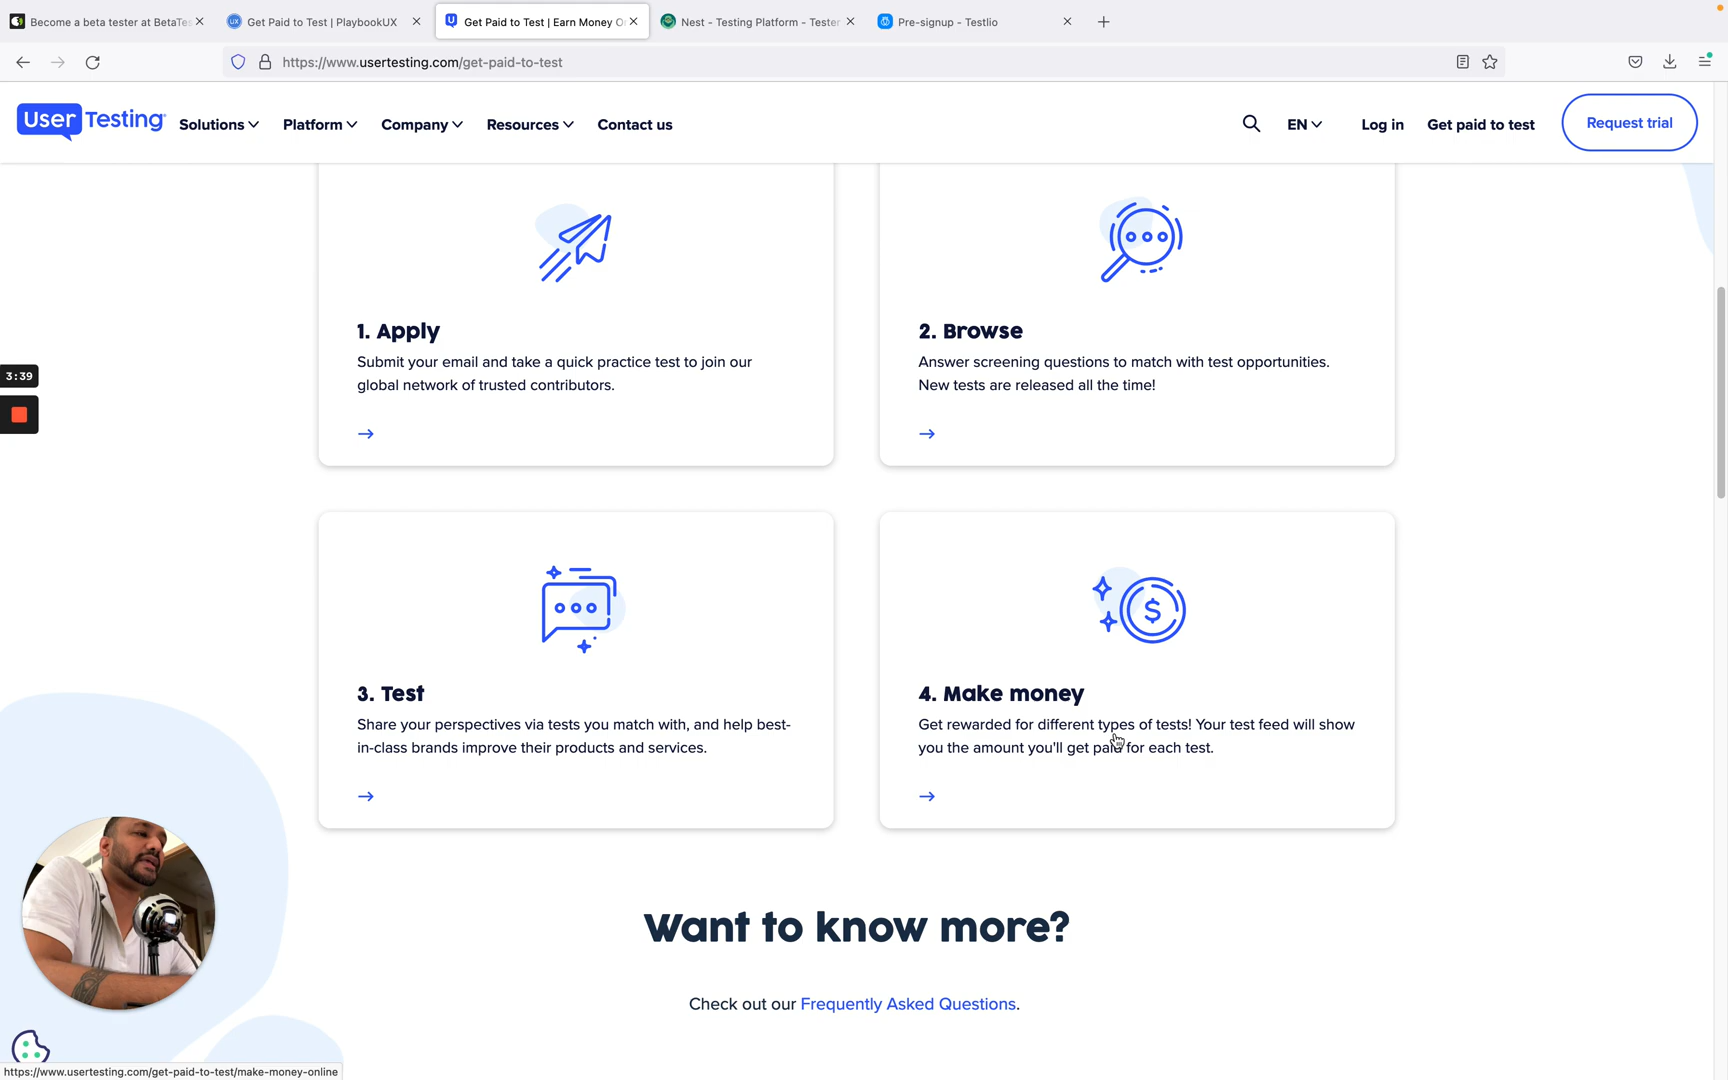 Become a beta tester at BetaTes
Get Paid to Test | PlaybookUX
Get Paid to Test | Earn Money O
Nest - Testing Platform - Tester
Pre-signup - Testlio
https://www.usertesting.com/get-paid-to-test
UserTesting
Solutions
Platform
Company
Resources
Contact us
EN
Log in
Get paid to test
Request trial
3:39
1. Apply
Submit your email and take a quick practice test to join our
global network of trusted contributors.
2. Browse
Answer screening questions to match with test opportunities.
New tests are released all the time!
3. Test
Share your perspectives via tests you match with, and help best-
in-class brands improve their products and services.
4. Make money
Get rewarded for different types of tests! Your test feed will show
you the amount you'll get paid for each test.
Want to know more?
Check out our Frequently Asked Questions.
https://www.usertesting.com/get-paid-to-test/make-money-online